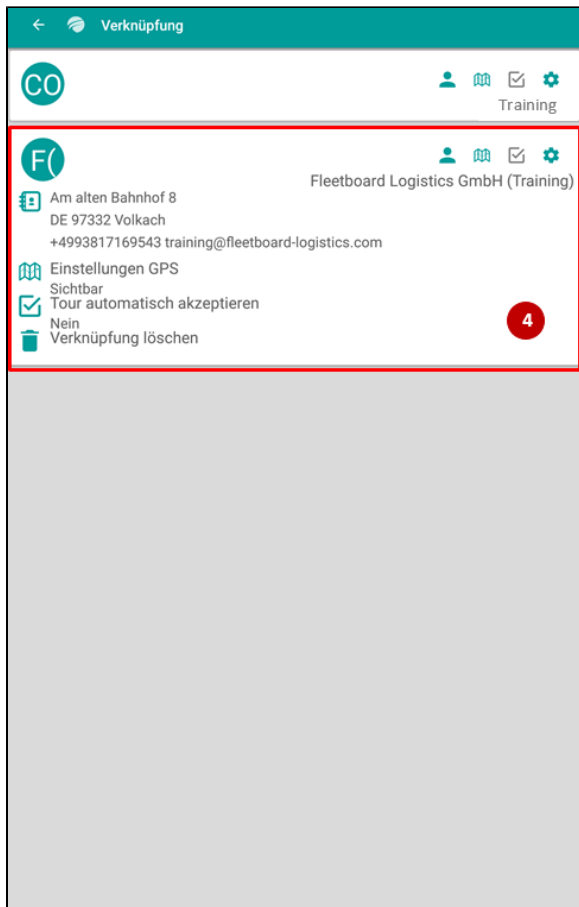 Verknüpfung
CO
Training
F(
Fleetboard Logistics GmbH (Training)
Am alten Bahnhof 8
DE 97332 Volkach
+4993817169543 training@fleetboard-logistics.com
Einstellungen GPS
Sichtbar
Tour automatisch akzeptieren
Nein
4
Verknüpfung löschen